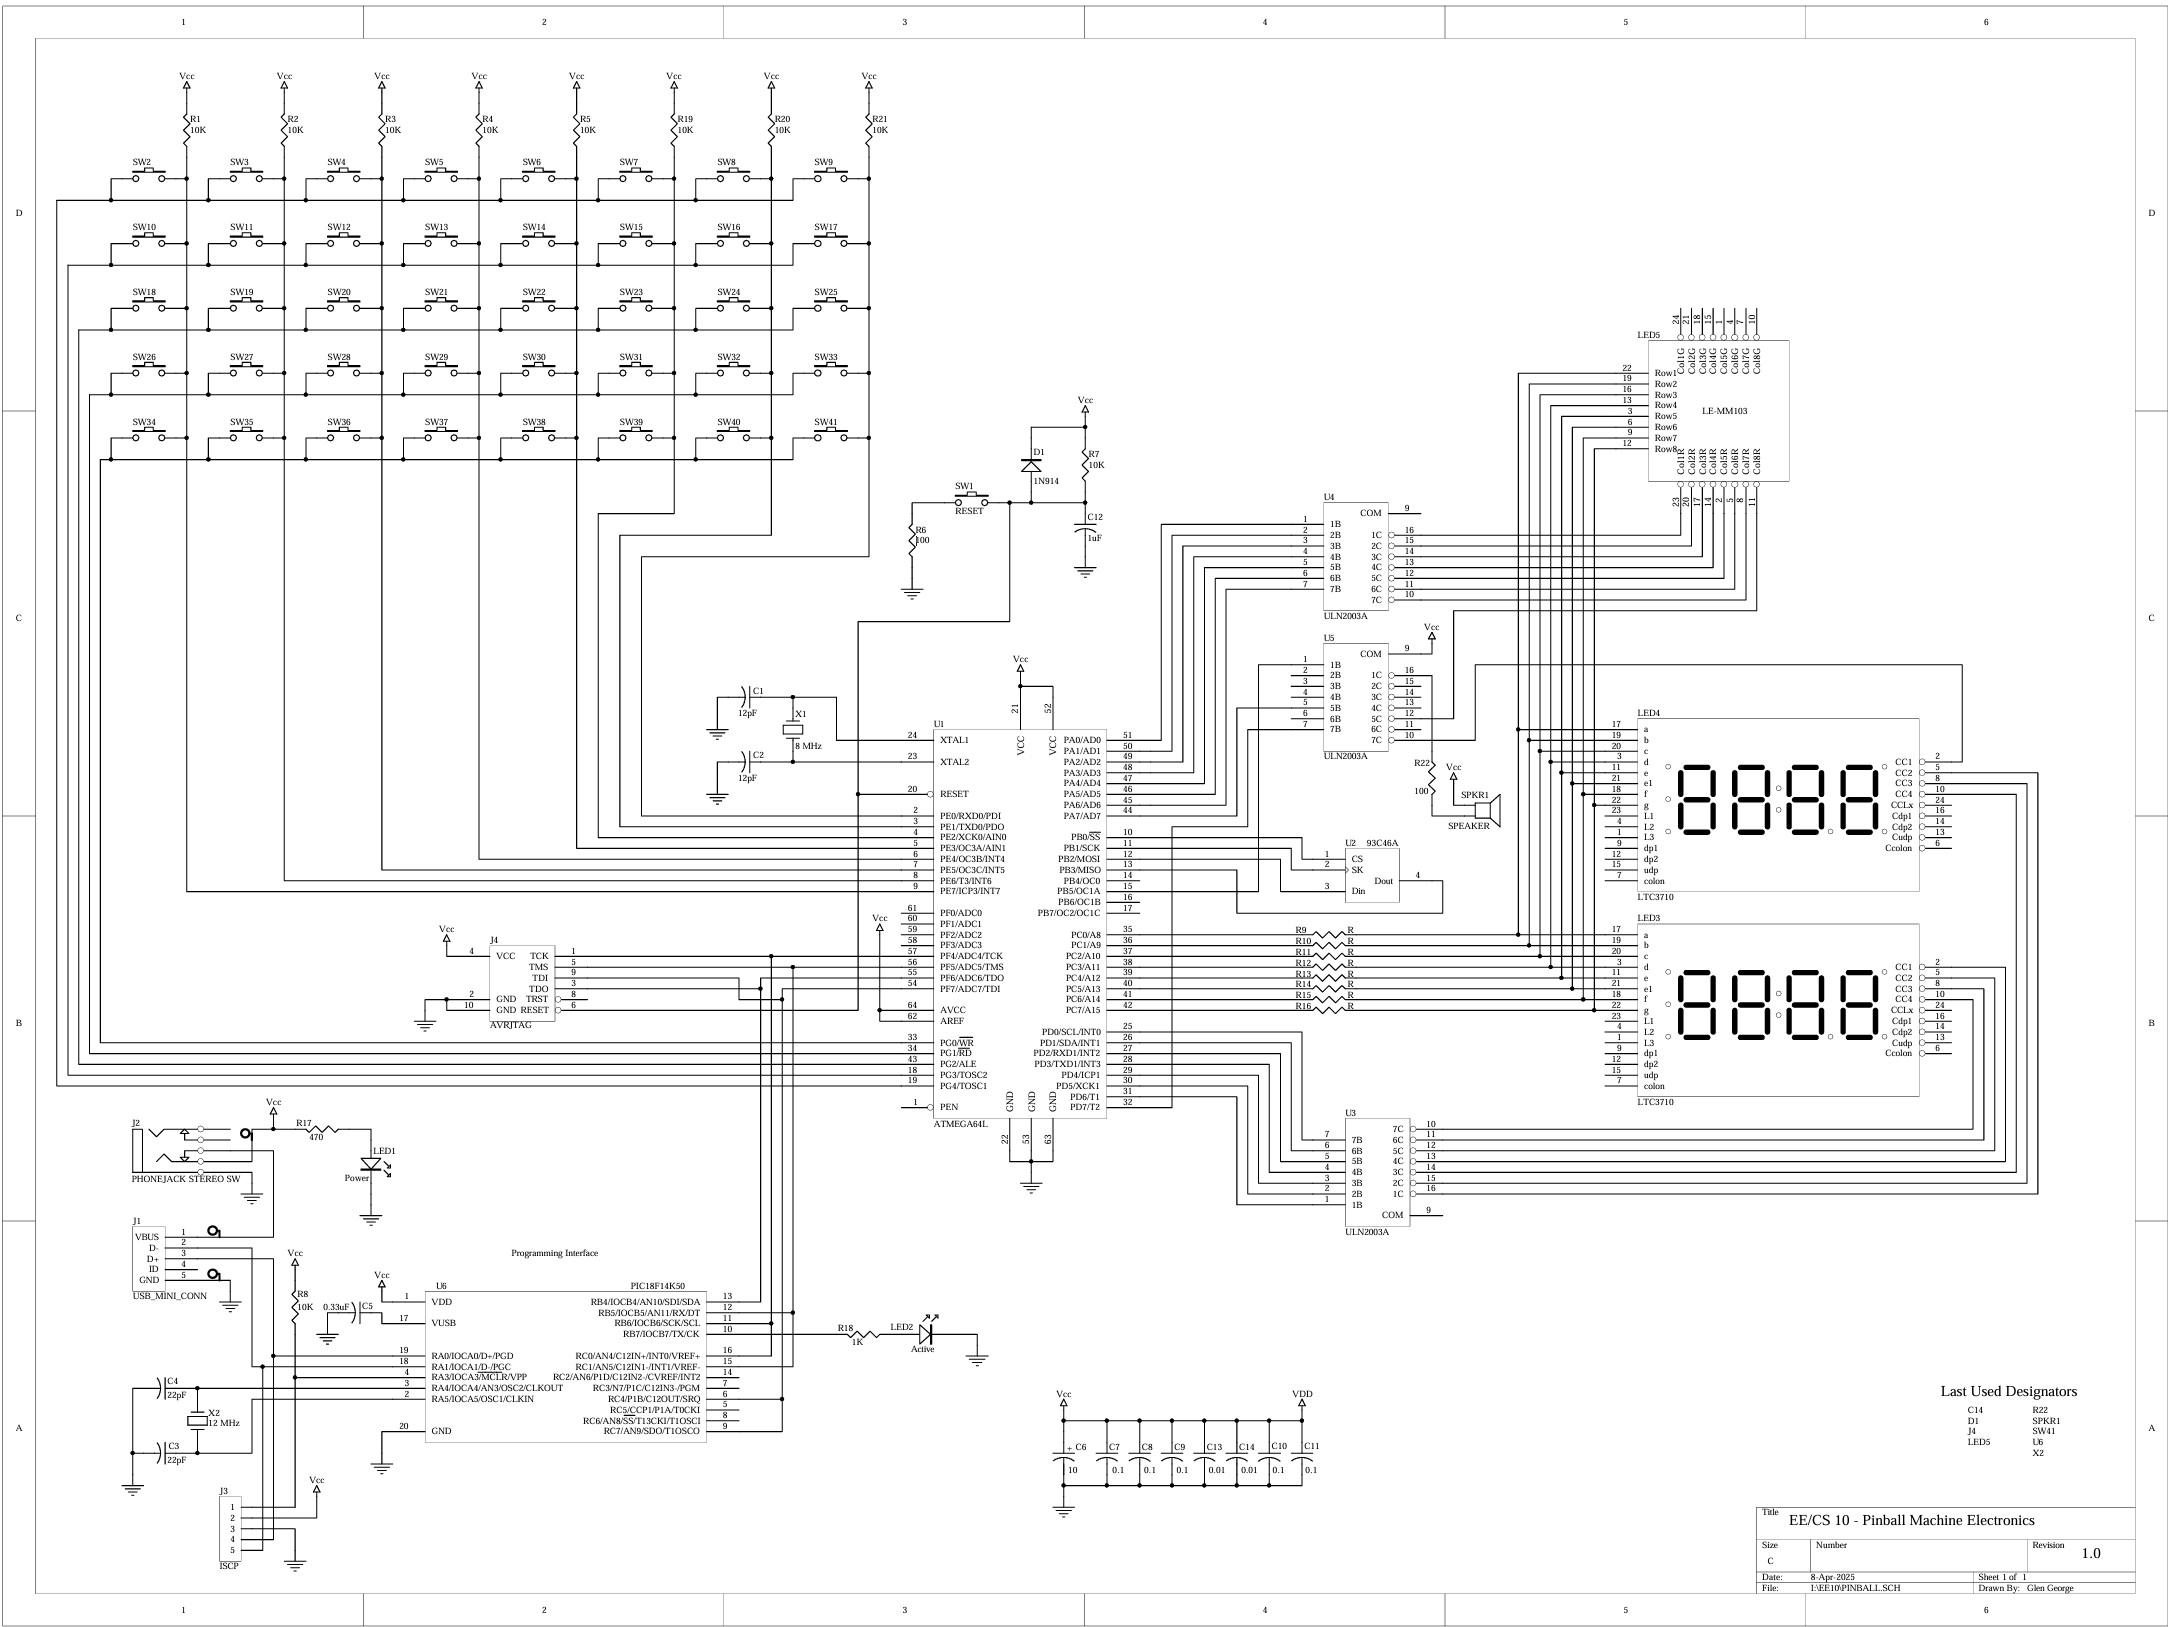 1 2 3 4 5 6
D D
C C
B B
A A
Vcc Vcc Vcc Vcc Vcc Vcc Vcc Vcc
R1 R2 R3 R4 R5 R19 R20 R21
10K 10K 10K 10K 10K 10K 10K 10K
SW2 SW3 SW4 SW5 SW6 SW7 SW8 SW9
SW10 SW11 SW12 SW13 SW14 SW15 SW16 SW17
SW18 SW19 SW20 SW21 SW22 SW23 SW24 SW25
SW26 SW27 SW28 SW29 SW30 SW31 SW32 SW33
SW34 SW35 SW36 SW37 SW38 SW39 SW40 SW41
Vcc
D1
1N914
R7
10K
SW1
RESET
R6
100
C12
1uF
C1
12pF
X1
8 MHz
C2
12pF
Vcc
U1
21 VCC
52 VCC
24 XTAL1
23 XTAL2
20 RESET
2 PE0/RXD0/PDI
3 PE1/TXD0/PDO
4 PE2/XCK0/AIN0
5 PE3/OC3A/AIN1
6 PE4/OC3B/INT4
7 PE5/OC3C/INT5
8 PE6/T3/INT6
9 PE7/ICP3/INT7
61 PF0/ADC0
60 PF1/ADC1
59 PF2/ADC2
58 PF3/ADC3
57 PF4/ADC4/TCK
56 PF5/ADC5/TMS
55 PF6/ADC6/TDO
54 PF7/ADC7/TDI
64 AVCC
62 AREF
33 PG0/WR
34 PG1/RD
43 PG2/ALE
18 PG3/TOSC2
19 PG4/TOSC1
1 PEN
PA0/AD0 51
PA1/AD1 50
PA2/AD2 49
PA3/AD3 48
PA4/AD4 47
PA5/AD5 46
PA6/AD6 45
PA7/AD7 44
PB0/SS 10
PB1/SCK 11
PB2/MOSI 12
PB3/MISO 13
PB4/OC0 14
PB5/OC1A 15
PB6/OC1B 16
PB7/OC2/OC1C 17
PC0/A8 35
PC1/A9 36
PC2/A10 37
PC3/A11 38
PC4/A12 39
PC5/A13 40
PC6/A14 41
PC7/A15 42
PD0/SCL/INT0 25
PD1/SDA/INT1 26
PD2/RXD1/INT2 27
PD3/TXD1/INT3 28
PD4/ICP1 29
PD5/XCK1 30
PD6/T1 31
PD7/T2 32
GND GND GND
22 53 63
ATMEGA64L
Vcc
Vcc
J4
4 VCC TCK 1
TMS 5
TDI 9
TDO 3
2 GND TRST 8
10 GND RESET 6
AVRJTAG
U4
COM 9
1 1B 1C 16
2 2B 2C 15
3 3B 3C 14
4 4B 4C 13
5 5B 5C 12
6 6B 6C 11
7 7B 7C 10
ULN2003A
Vcc
U5
COM 9
1 1B 1C 16
2 2B 2C 15
3 3B 3C 14
4 4B 4C 13
5 5B 5C 12
6 6B 6C 11
7 7B 7C 10
ULN2003A
R22
100
Vcc
SPKR1
SPEAKER
U2 93C46A
1 CS
2 SK
3 Din
Dout 4
R9 R
R10 R
R11 R
R12 R
R13 R
R14 R
R15 R
R16 R
U3
7 7B 7C 10
6 6B 6C 11
5 5B 5C 12
4 4B 4C 13
3 3B 3C 14
2 2B 2C 15
1 1B 1C 16
COM 9
ULN2003A
24 21 18 15 1 4 7 10
LED5
Col1G Col2G Col3G Col4G Col5G Col6G Col7G Col8G
22 Row1
19 Row2
16 Row3
13 Row4
3 Row5
6 Row6
9 Row7
12 Row8
LE-MM103
Col1R Col2R Col3R Col4R Col5R Col6R Col7R Col8R
23 20 17 14 2 5 8 11
LED4
17 a
19 b
20 c
3 d
11 e
21 e1
18 f
22 g
23 L1
4 L2
1 L3
9 dp1
12 dp2
15 udp
7 colon
CC1 2
CC2 5
CC3 8
CC4 10
CCLx 24
Cdp1 16
Cdp2 14
Cudp 13
Ccolon 6
LTC3710
LED3
17 a
19 b
20 c
3 d
11 e
21 e1
18 f
22 g
23 L1
4 L2
1 L3
9 dp1
12 dp2
15 udp
7 colon
CC1 2
CC2 5
CC3 8
CC4 10
CCLx 24
Cdp1 16
Cdp2 14
Cudp 13
Ccolon 6
LTC3710
J2
PHONEJACK STEREO SW
Vcc
R17
470
LED1
Power
J1
VBUS 1
D- 2
D+ 3
ID 4
GND 5
USB_MINI_CONN
Vcc
R8
10K
Vcc
0.33uF C5
Programming Interface
U6 PIC18F14K50
1 VDD
17 VUSB
19 RA0/IOCA0/D+/PGD
18 RA1/IOCA1/D-/PGC
4 RA3/IOCA3/MCLR/VPP
3 RA4/IOCA4/AN3/OSC2/CLKOUT
2 RA5/IOCA5/OSC1/CLKIN
20 GND
RB4/IOCB4/AN10/SDI/SDA 13
RB5/IOCB5/AN11/RX/DT 12
RB6/IOCB6/SCK/SCL 11
RB7/IOCB7/TX/CK 10
RC0/AN4/C12IN+/INT0/VREF+ 16
RC1/AN5/C12IN1-/INT1/VREF- 15
RC2/AN6/P1D/C12IN2-/CVREF/INT2 14
RC3/N7/P1C/C12IN3-/PGM 7
RC4/P1B/C12OUT/SRQ 6
RC5/CCP1/P1A/T0CKI 5
RC6/AN8/SS/T13CKI/T1OSCI 8
RC7/AN9/SDO/T1OSCO 9
R18
1K
LED2
Active
C4
22pF
X2
12 MHz
C3
22pF
J3
1
2
3
4
5
ISCP
Vcc
Vcc VDD
+ C6 C7 C8 C9 C13 C14 C10 C11
10 0.1 0.1 0.1 0.01 0.01 0.1 0.1
Last Used Designators
C14 R22
D1 SPKR1
J4 SW41
LED5 U6
X2
Title EE/CS 10 - Pinball Machine Electronics
Size Number Revision
C 1.0
Date: 8-Apr-2025 Sheet 1 of 1
File: I:\EE10\PINBALL.SCH Drawn By: Glen George
1 2 3 4 5 6